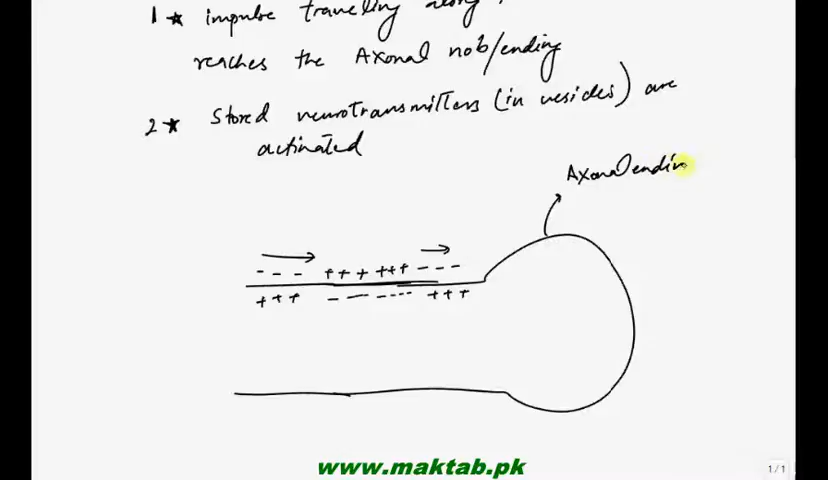 1 * impulse traveling along
reaches the Axonal nob/ending
2 * Stored neurotransmitters (in vesicles) are
activated
Axonal endin
- - - + + + + + + - - -
+ + + - - - - - - - + + +
www.maktab.pk
1/1